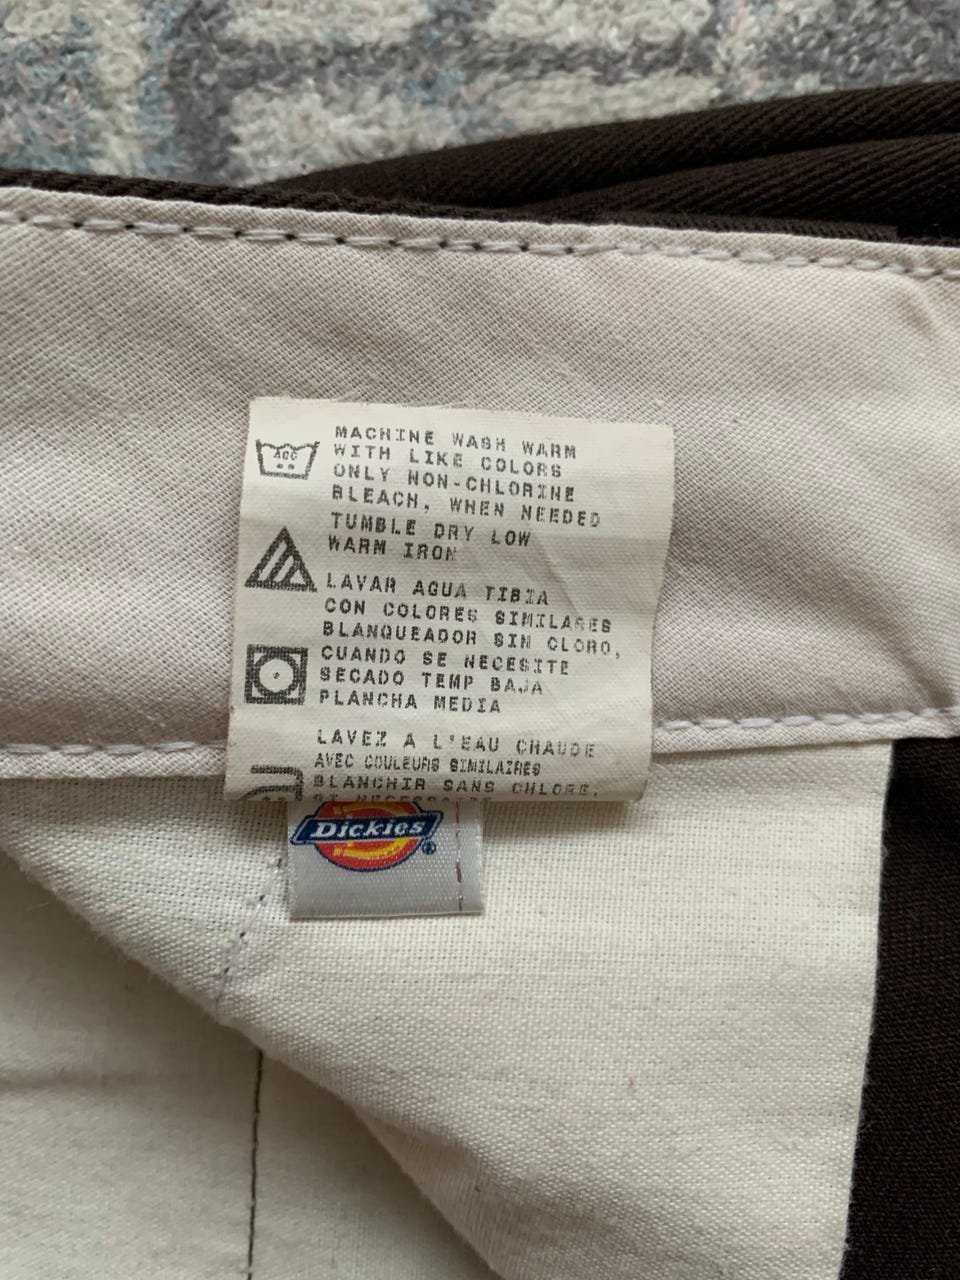 MACHINE WASH WARM
WITH LIKE COLORS
ONLY NON-CHLORINE
BLEACH, WHEN NEEDED
TUMBLE DRY LOW
WARM IRON
LAVAR AGUA TIBIA
CON COLORES SIMILARES
BLANQUEADOR SIN CLORO,
CUANDO SE NECESITE
SECADO TEMP BAJA
PLANCHA MEDIA
LAVEZ A L'EAU CHAUDE
AVEC COULEURS SIMILAIRES
BLANCHIR SANS CHLORE,
Dickies®